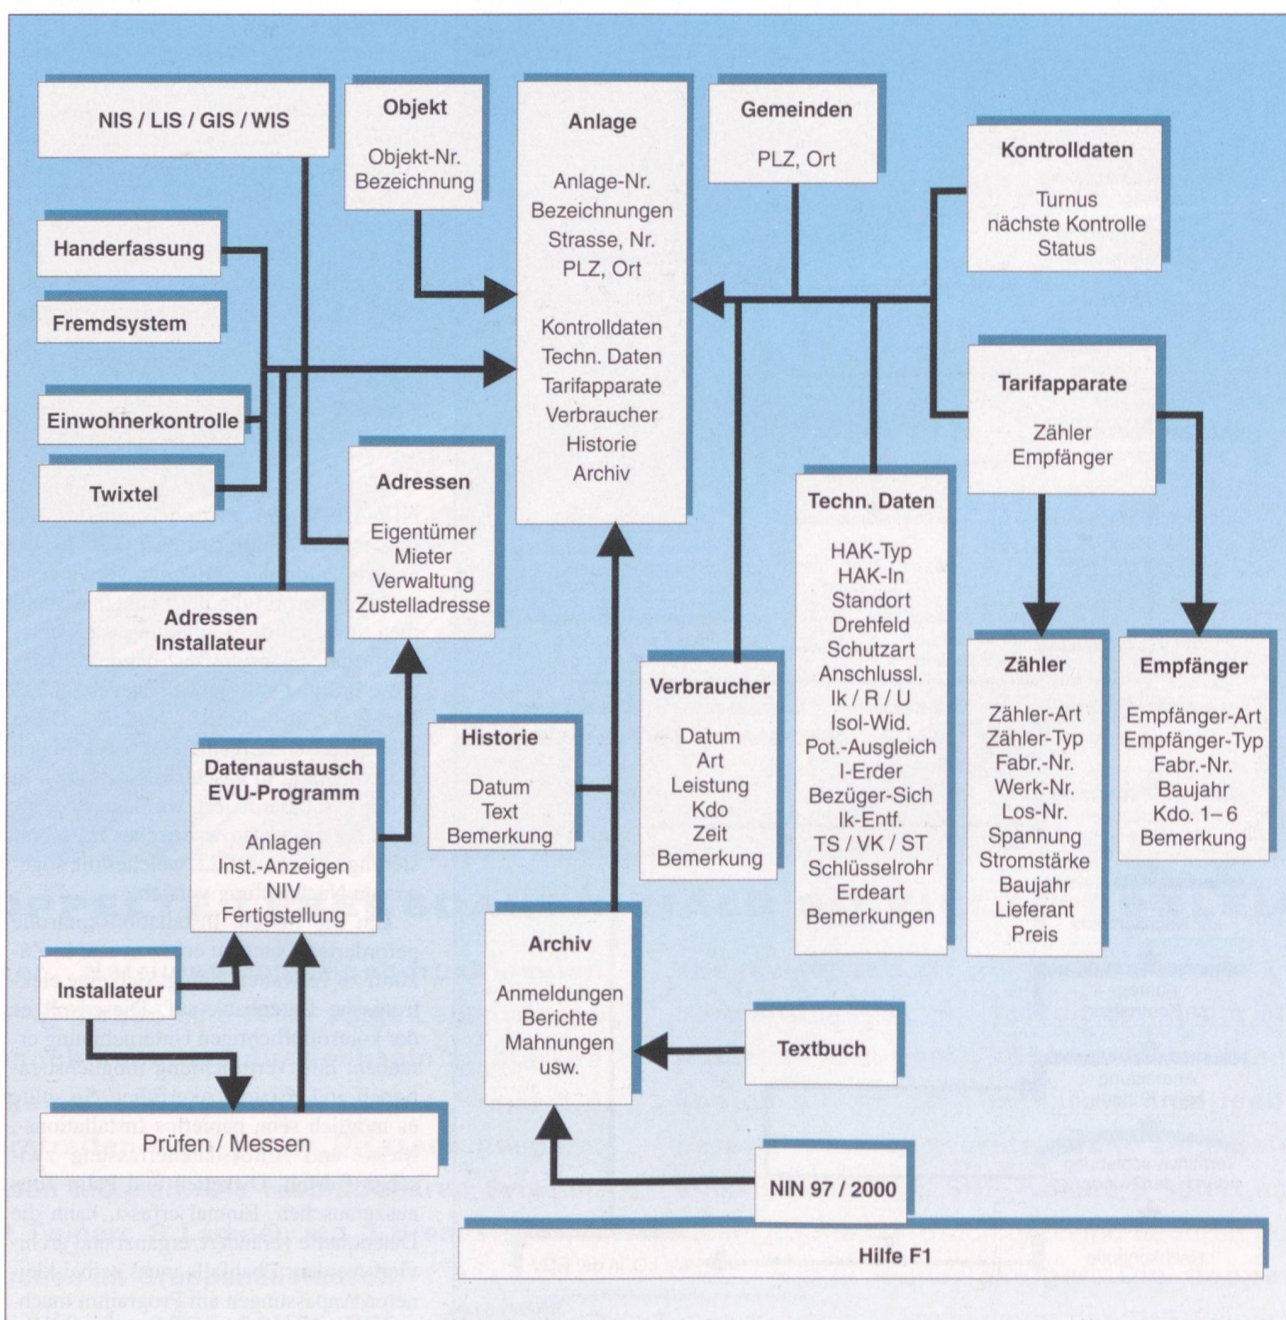 NIS / LIS / GIS / WIS
Objekt
Objekt-Nr.
Bezeichnung
Anlage
Anlage-Nr.
Bezeichnungen
Strasse, Nr.
PLZ, Ort
Kontrolldaten
Techn. Daten
Tarifapparate
Verbraucher
Historie
Archiv
Gemeinden
PLZ, Ort
Kontrolldaten
Turnus
nächste Kontrolle
Status
Handerfassung
Fremdsystem
Einwohnerkontrolle
Twixtel
Adressen
Eigentümer
Mieter
Verwaltung
Zustelladresse
Adressen
Installateur
Tarifapparate
Zähler
Empfänger
Techn. Daten
HAK-Typ
HAK-In
Standort
Drehfeld
Schutzart
Anschlussl.
Ik / R / U
Isol-Wid.
Pot.-Ausgleich
I-Erder
Bezüger-Sich
Ik-Entf.
TS / VK / ST
Schlüsselrohr
Erdeart
Bemerkungen
Verbraucher
Datum
Art
Leistung
Kdo
Zeit
Bemerkung
Zähler
Zähler-Art
Zähler-Typ
Fabr.-Nr.
Werk-Nr.
Los-Nr.
Spannung
Stromstärke
Baujahr
Lieferant
Preis
Empfänger
Empfänger-Art
Empfänger-Typ
Fabr.-Nr.
Baujahr
Kdo. 1–6
Bemerkung
Historie
Datum
Text
Bemerkung
Datenaustausch
EVU-Programm
Anlagen
Inst.-Anzeigen
NIV
Fertigstellung
Installateur
Prüfen / Messen
Archiv
Anmeldungen
Berichte
Mahnungen
usw.
Textbuch
NIN 97 / 2000
Hilfe F1